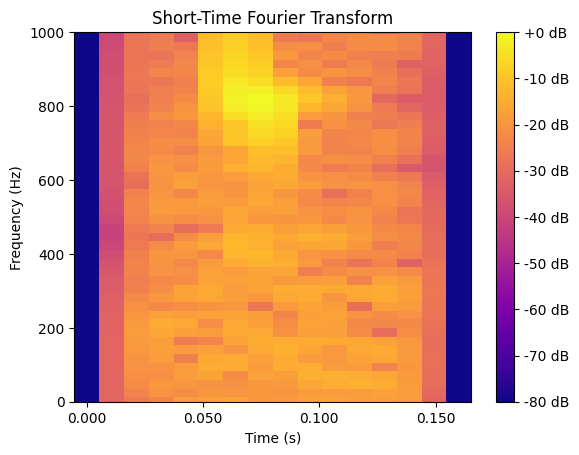 Short-Time Fourier Transform
1000
800
600
400
200
0
Frequency (Hz)
0.000
0.050
0.100
0.150
Time (s)
+0 dB
-10 dB
-20 dB
-30 dB
-40 dB
-50 dB
-60 dB
-70 dB
-80 dB